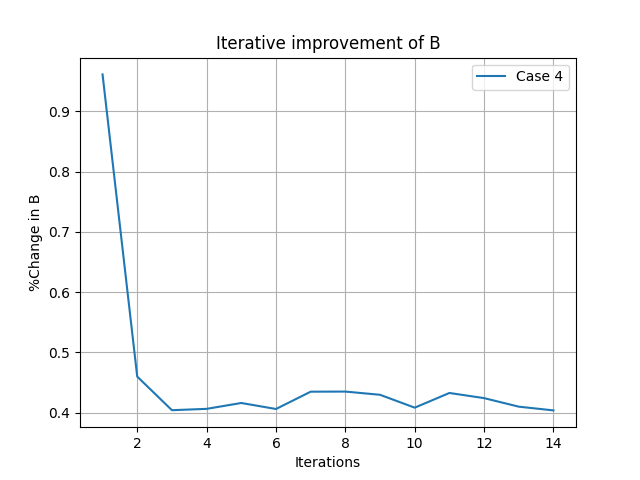 Iterative improvement of B
Case 4
%Change in B
0.9
0.8
0.7
0.6
0.5
0.4
2 4 6 8 10 12 14
Iterations